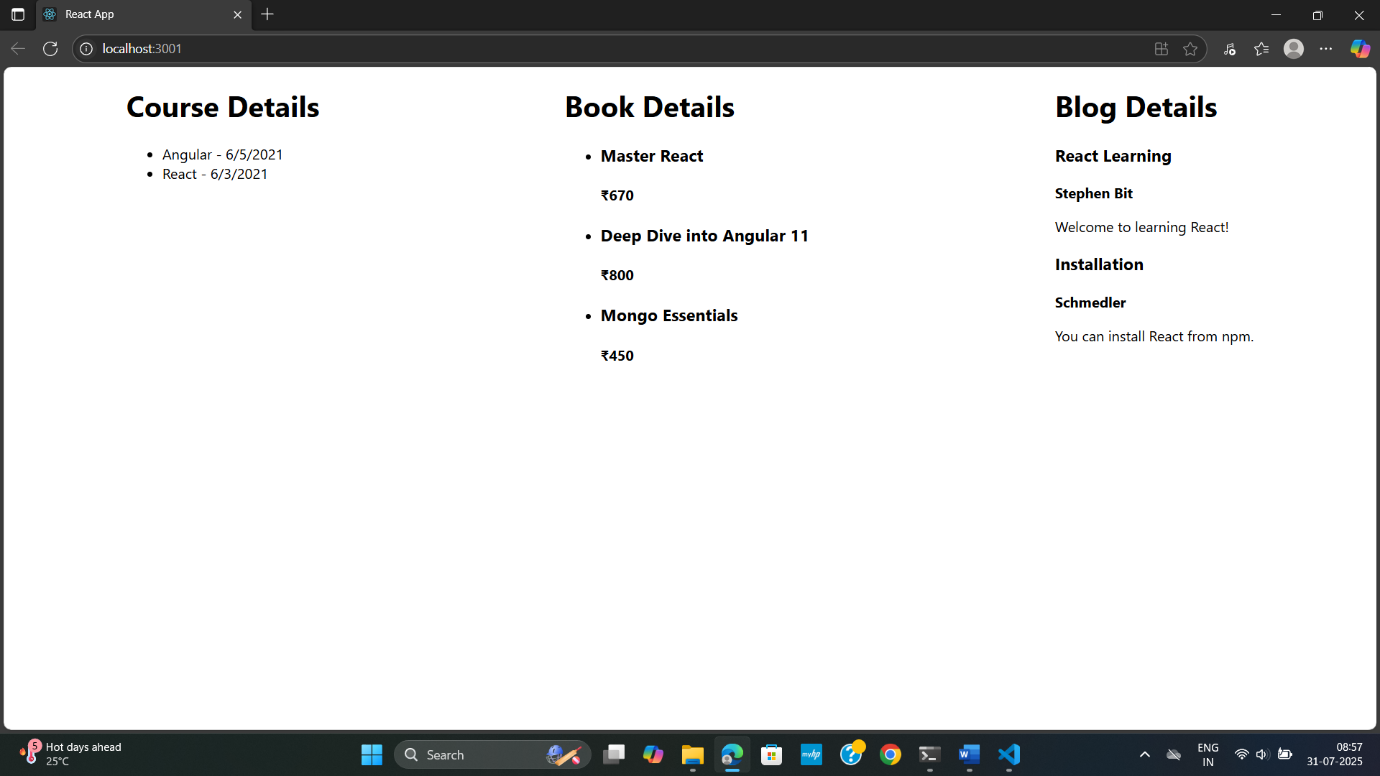 React App
localhost:3001
Course Details
Angular - 6/5/2021
React - 6/3/2021
Book Details
Master React
₹670
Deep Dive into Angular 11
₹800
Mongo Essentials
₹450
Blog Details
React Learning
Stephen Bit
Welcome to learning React!
Installation
Schmedler
You can install React from npm.
5
Hot days ahead
25°C
Search
myhp
ENG
IN
08:57
31-07-2025